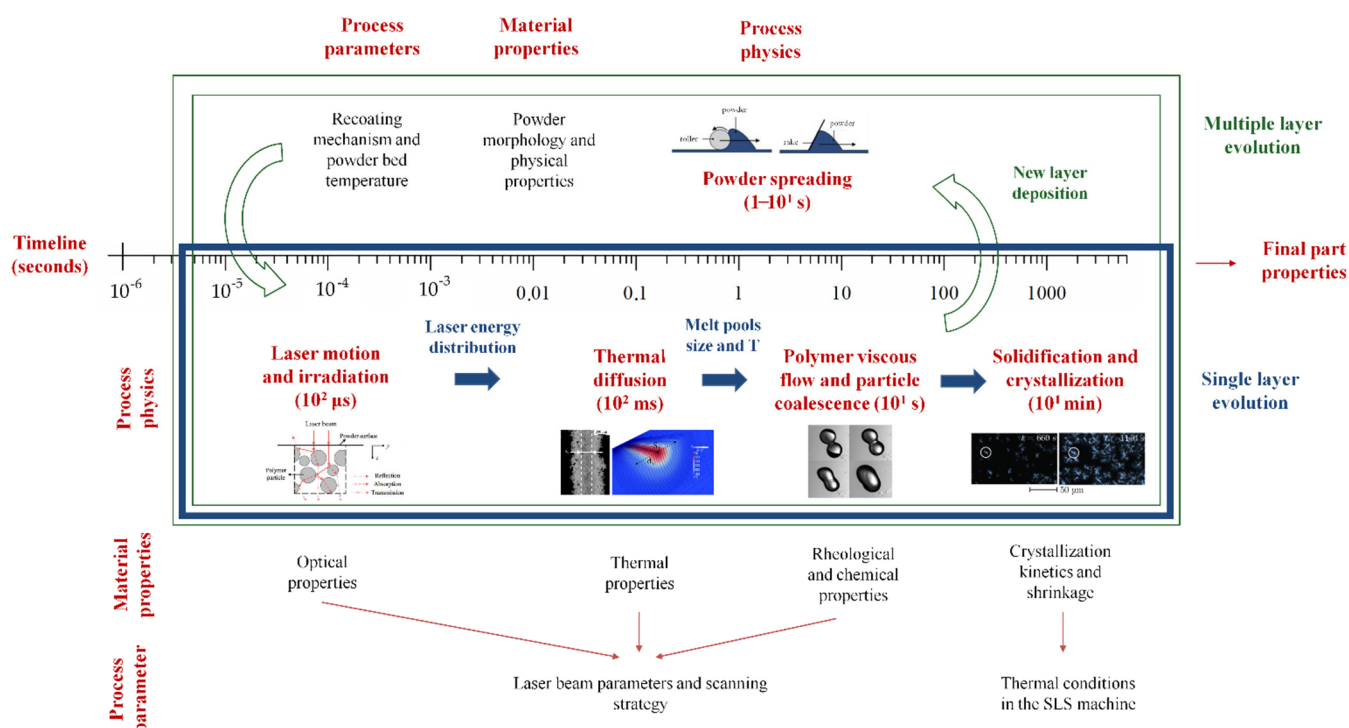 Process
parameters
Material
properties
Process
physics
Recoating
mechanism and
powder bed
temperature
Powder
morphology and
physical
properties
powder
roller
powder
rake
Powder spreading
(1–10¹ s)
New layer
deposition
Multiple layer
evolution
Timeline
(seconds)
10⁻⁶
10⁻⁵
10⁻⁴
10⁻³
0.01
0.1
1
10
100
1000
Final part
properties
Process
physics
Laser motion
and irradiation
(10² μs)
Laser energy
distribution
Thermal
diffusion
(10² ms)
Melt pools
size and T
Polymer viscous
flow and particle
coalescence (10¹ s)
Solidification and
crystallization
(10¹ min)
Single layer
evolution
Laser beam
Powder surface
Polymer
particle
Reflection
Absorption
Transmission
660 s
50 μm
Material
properties
Optical
properties
Thermal
properties
Rheological
and chemical
properties
Crystallization
kinetics and
shrinkage
Process
parameter
Laser beam parameters and scanning
strategy
Thermal conditions
in the SLS machine